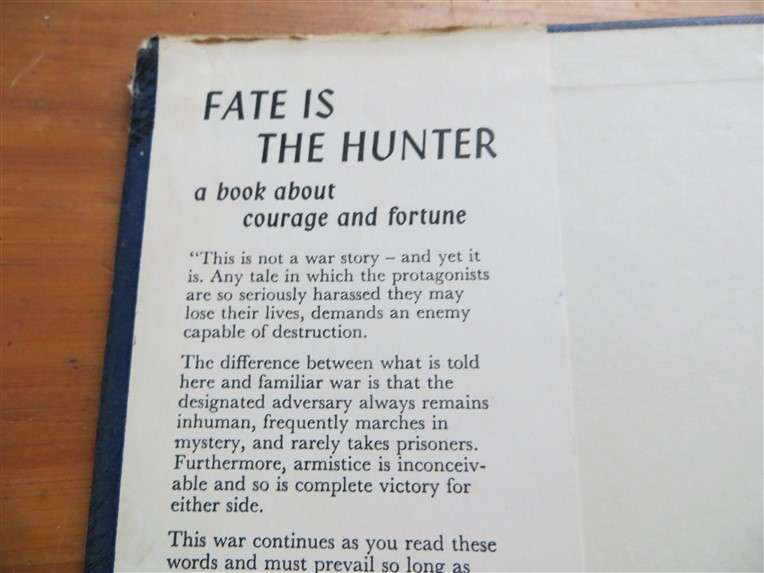 FATE IS
THE HUNTER
a book about
courage and fortune
“This is not a war story – and yet it
is. Any tale in which the protagonists
are so seriously harassed they may
lose their lives, demands an enemy
capable of destruction.
The difference between what is told
here and familiar war is that the
designated adversary always remains
inhuman, frequently marches in
mystery, and rarely takes prisoners.
Furthermore, armistice is inconceiv-
able and so is complete victory for
either side.
This war continues as you read these
words and must prevail so long as